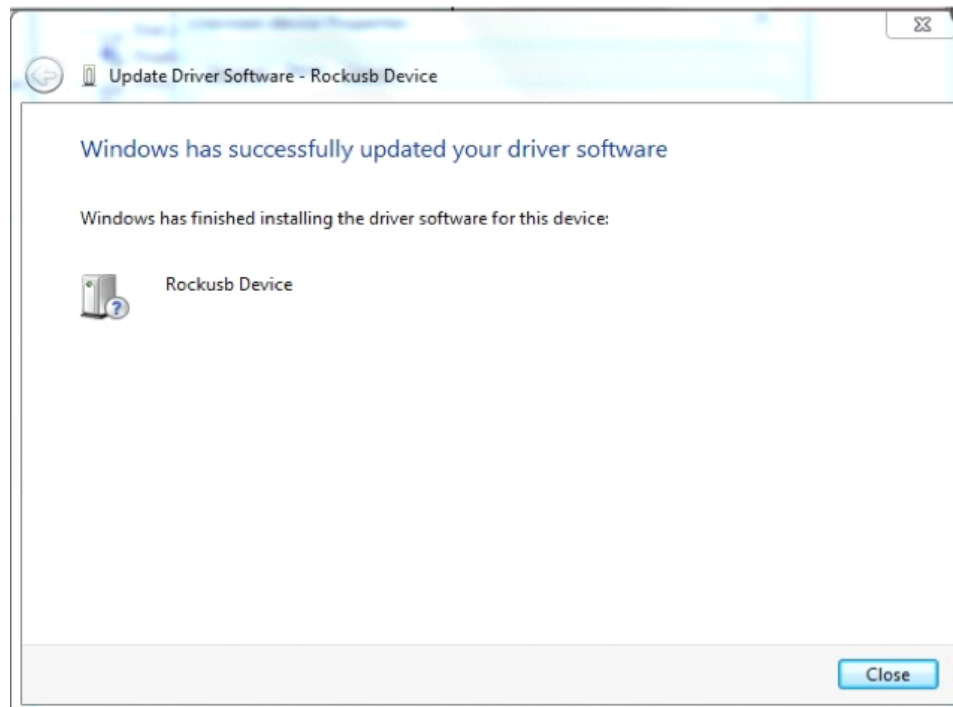 Update Driver Software - Rockusb Device
Windows has successfully updated your driver software
Windows has finished installing the driver software for this device:
Rockusb Device
Close